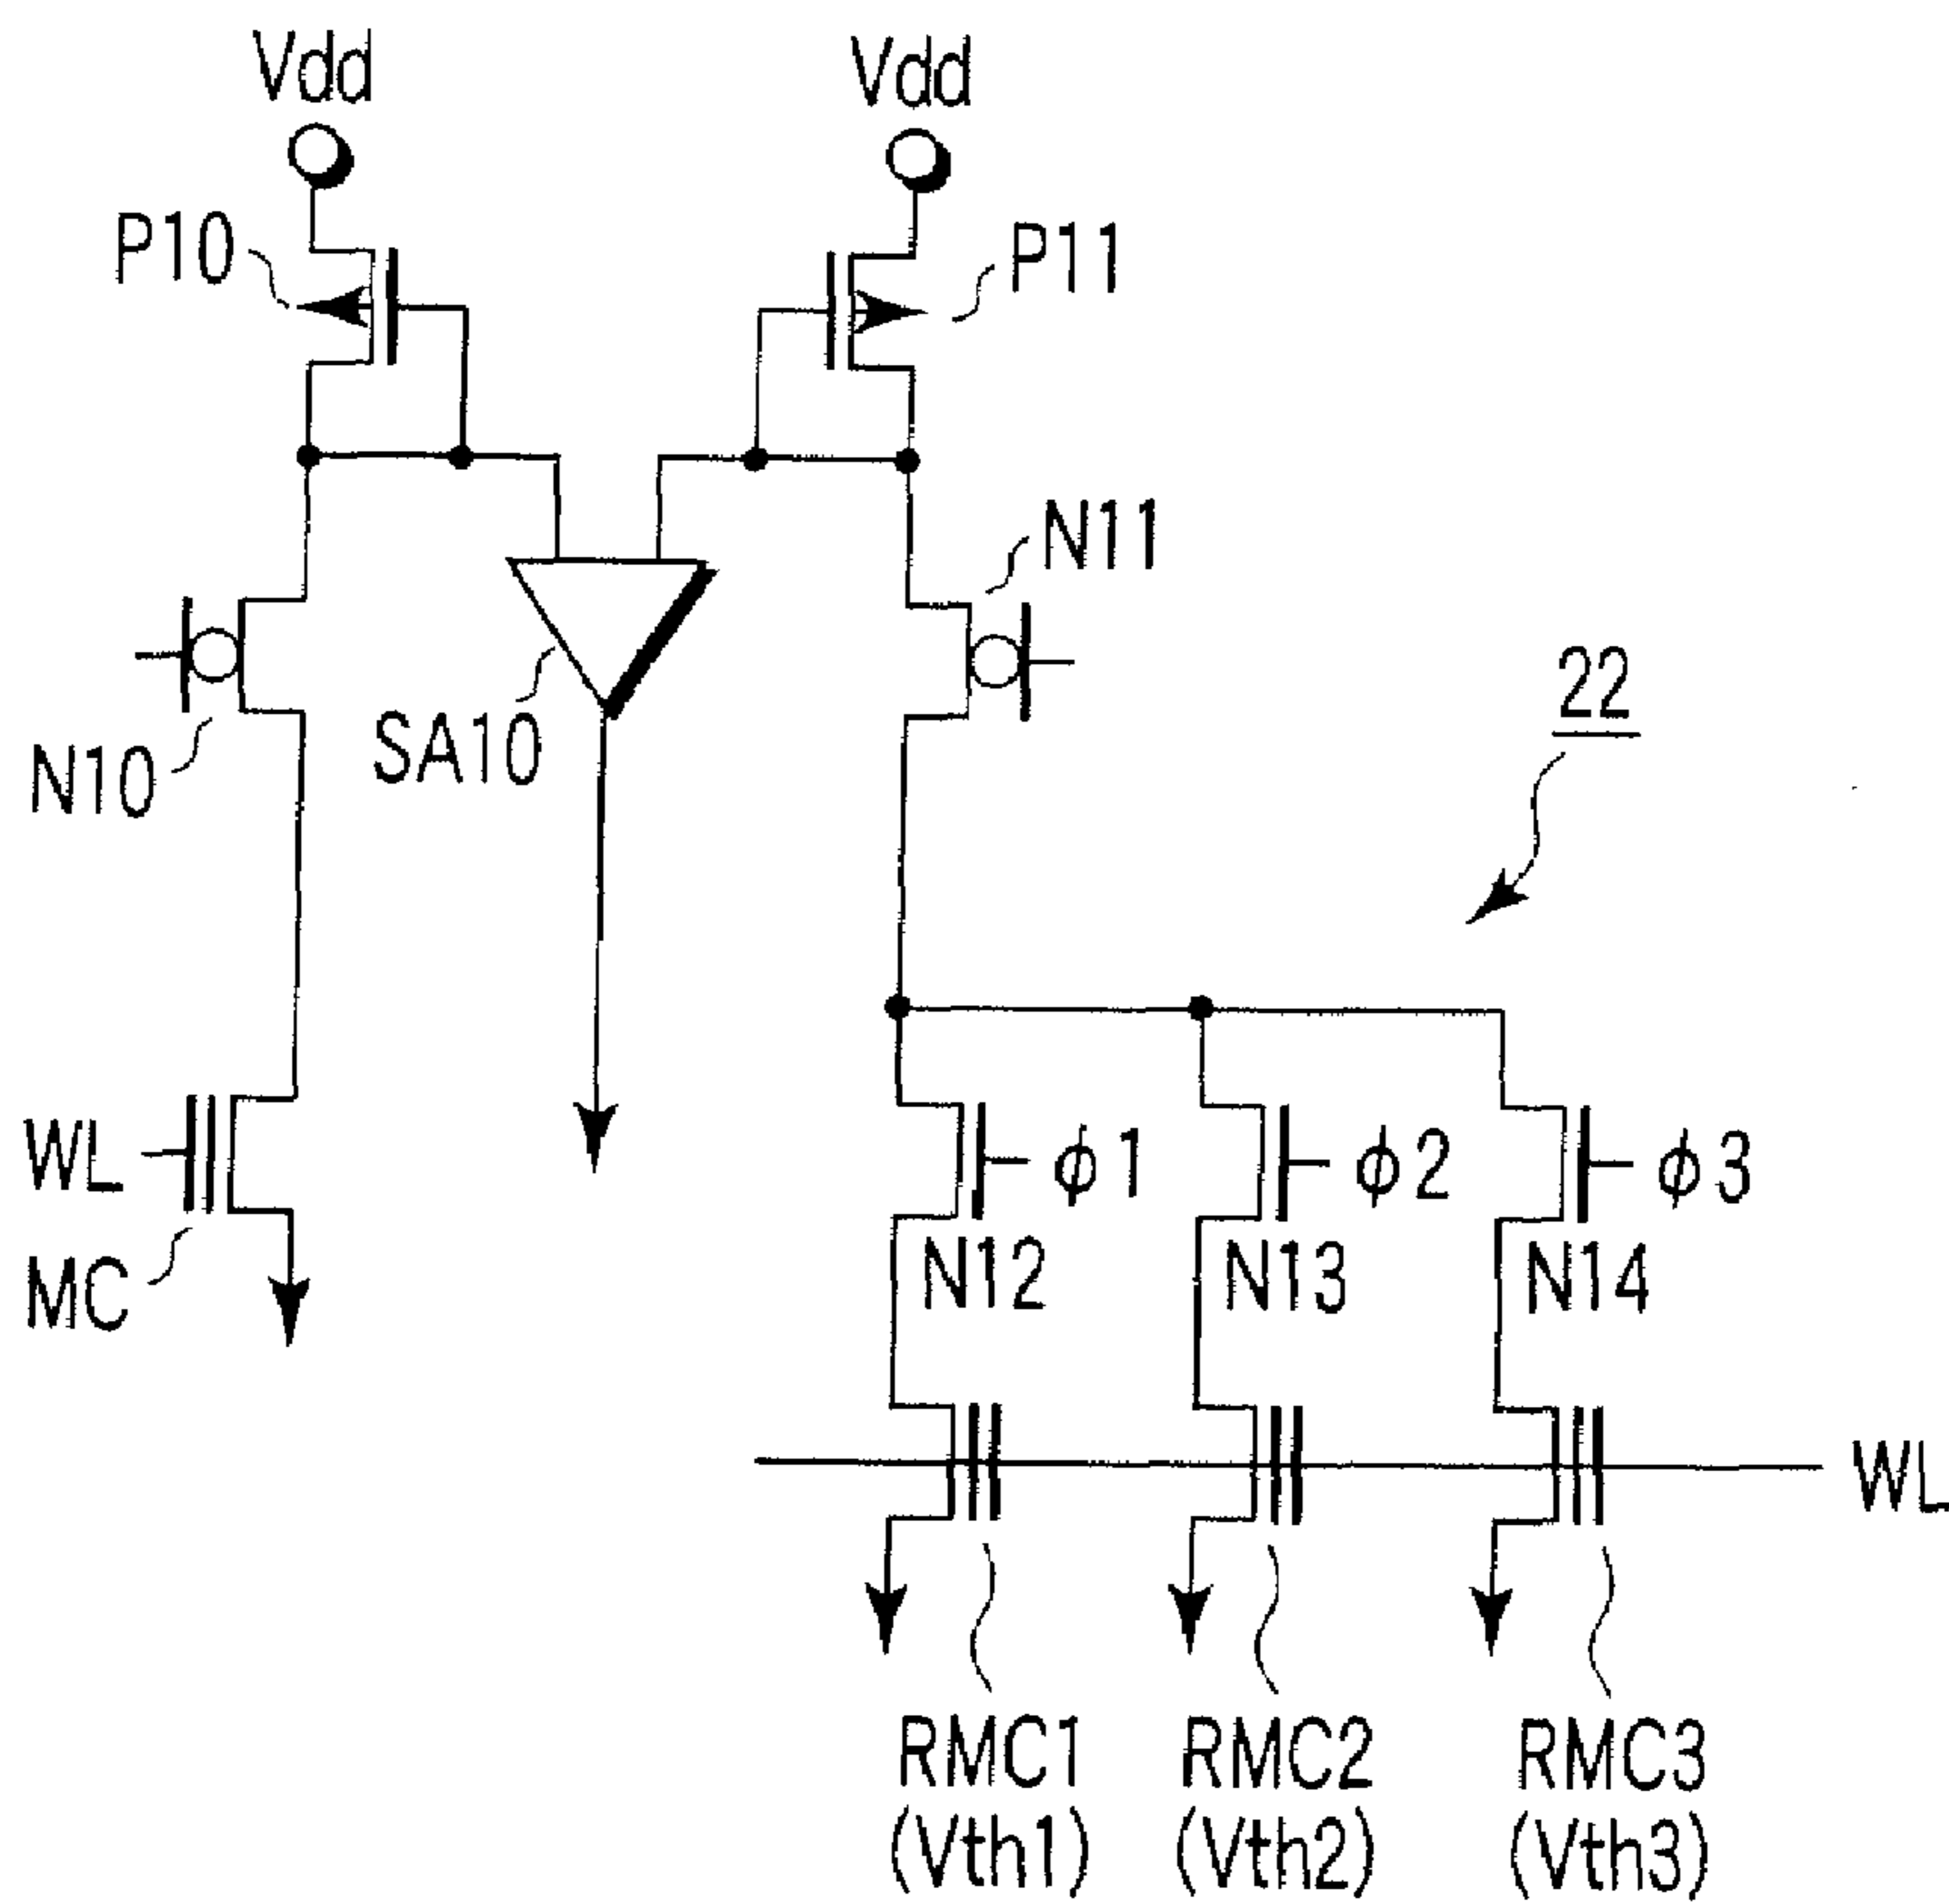 Vdd
Vdd
P10
P11
N11
22
N10
SA10
WL
MC
ϕ1
ϕ2
ϕ3
N12
N13
N14
WL
RMC1
(Vth1)
RMC2
(Vth2)
RMC3
(Vth3)